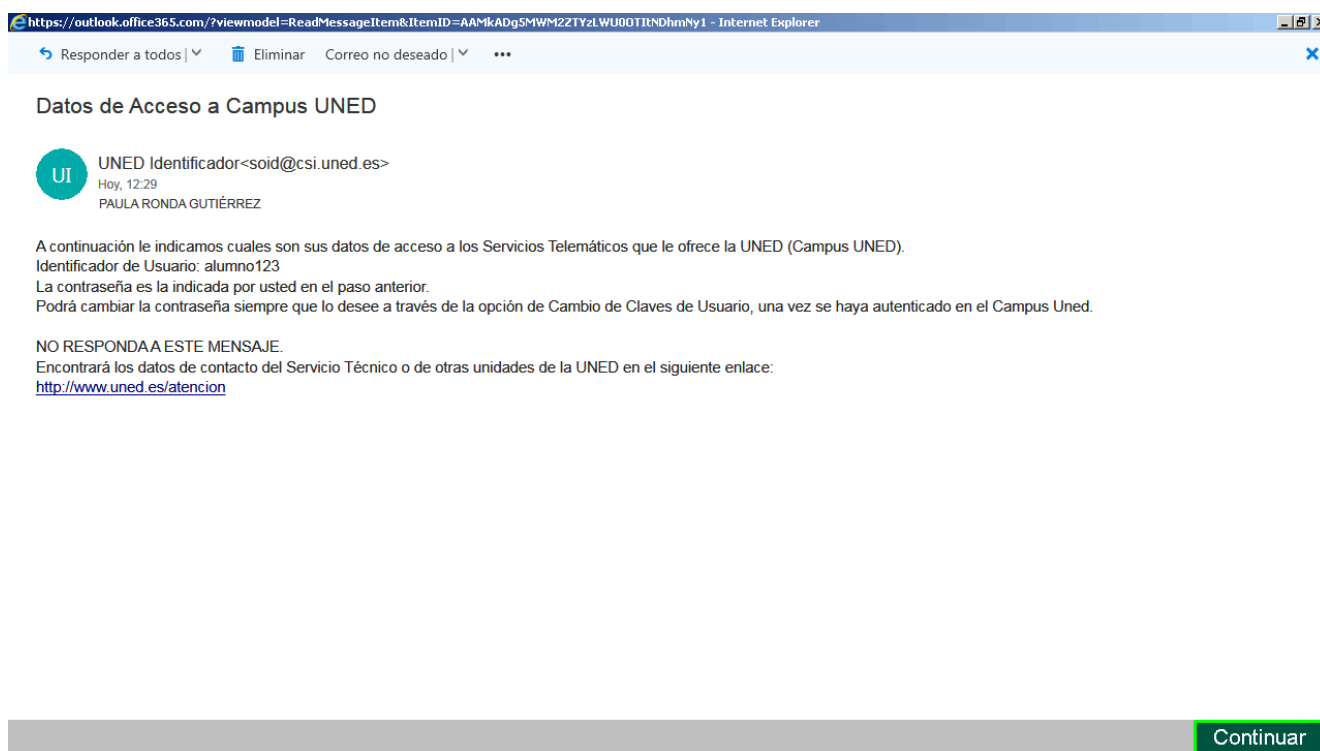 https://outlook.office365.com/?viewmodel=ReadMessageItem&ItemID=AAMkADg5MWM2ZTYzLWU0OTItNDhmNy1 - Internet Explorer
Responder a todos | Eliminar Correo no deseado | •••
Datos de Acceso a Campus UNED
UI
UNED Identificador<soid@csi.uned.es>
Hoy, 12:29
PAULA RONDA GUTIÉRREZ
A continuación le indicamos cuales son sus datos de acceso a los Servicios Telemáticos que le ofrece la UNED (Campus UNED).
Identificador de Usuario: alumno123
La contraseña es la indicada por usted en el paso anterior.
Podrá cambiar la contraseña siempre que lo desee a través de la opción de Cambio de Claves de Usuario, una vez se haya autenticado en el Campus Uned.
NO RESPONDA A ESTE MENSAJE.
Encontrará los datos de contacto del Servicio Técnico o de otras unidades de la UNED en el siguiente enlace:
http://www.uned.es/atencion
Continuar